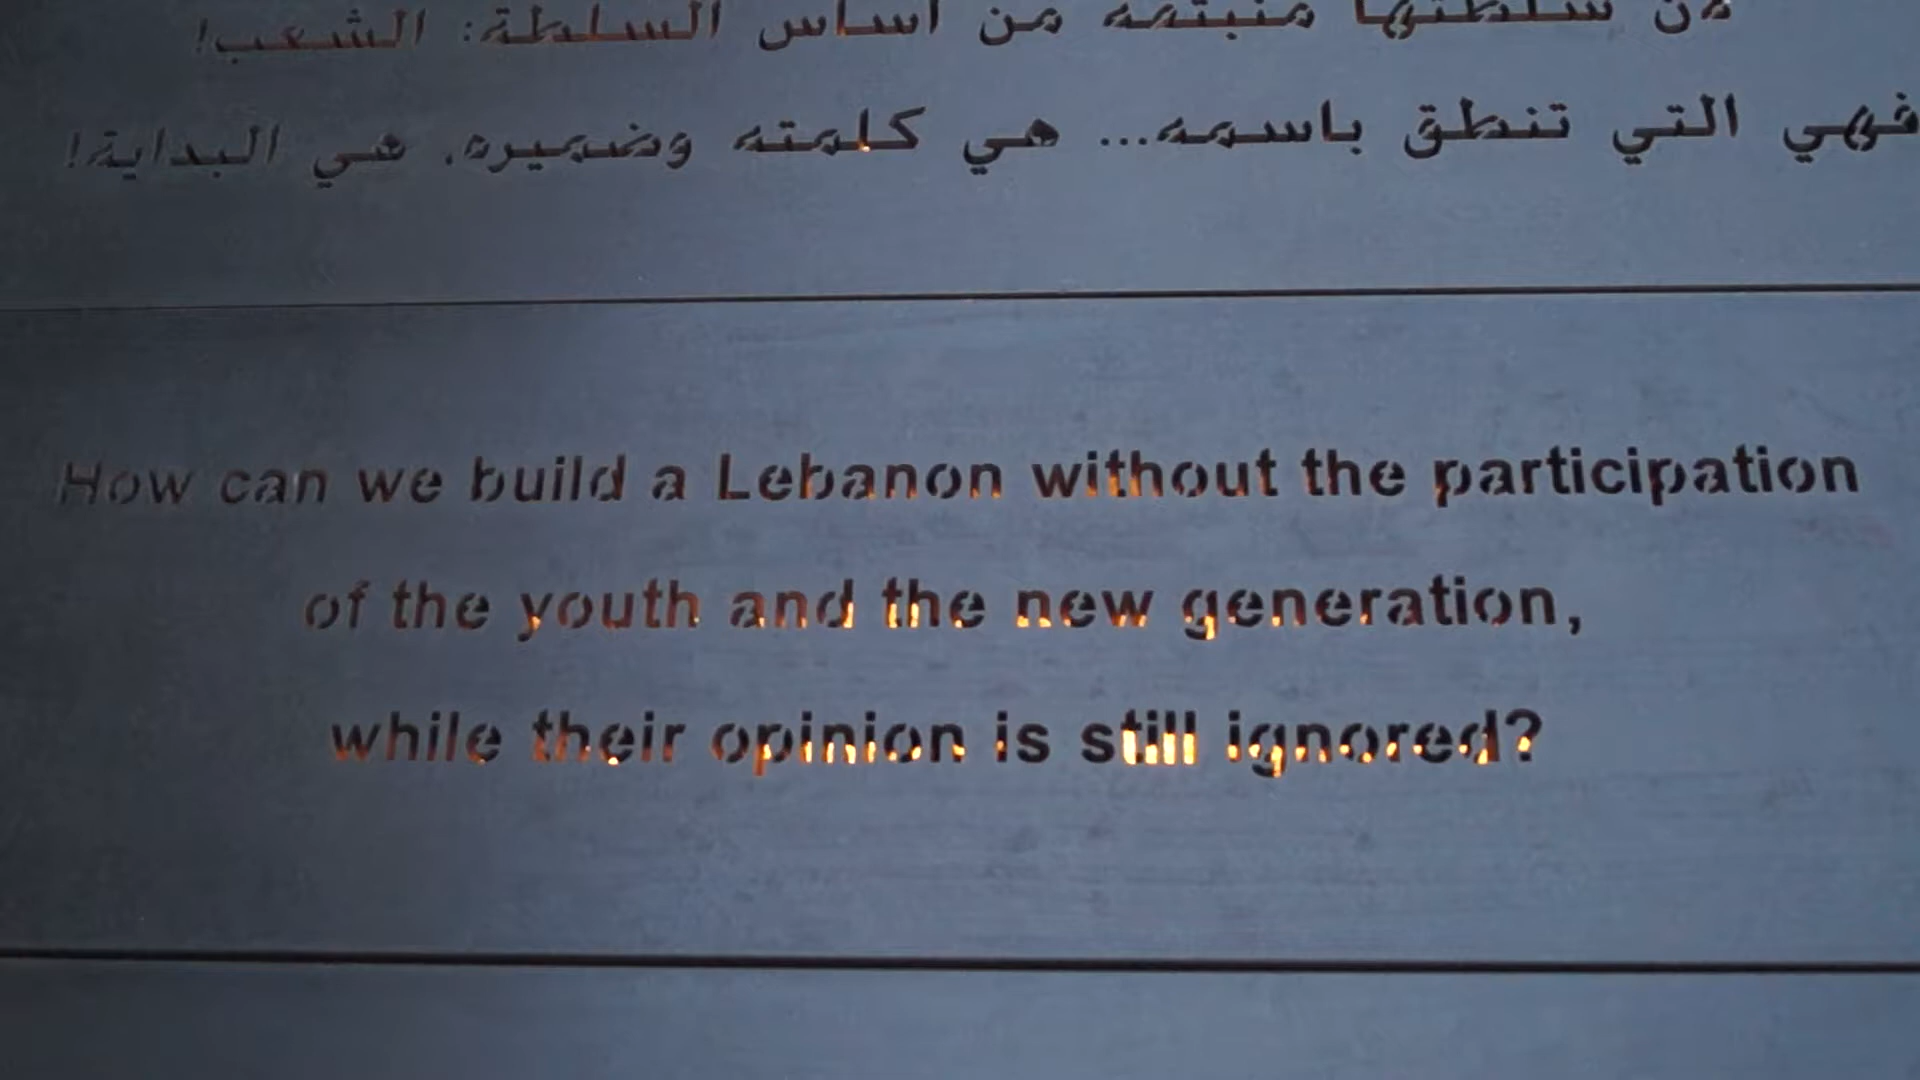 سلطتها منبثقة من أساس السلطة: الشعب!
فهي التي تنطق باسمه... هي كلمته وضميره. هي البداية!
How can we build a Lebanon without the participation
of the youth and the new generation,
while their opinion is still ignored?